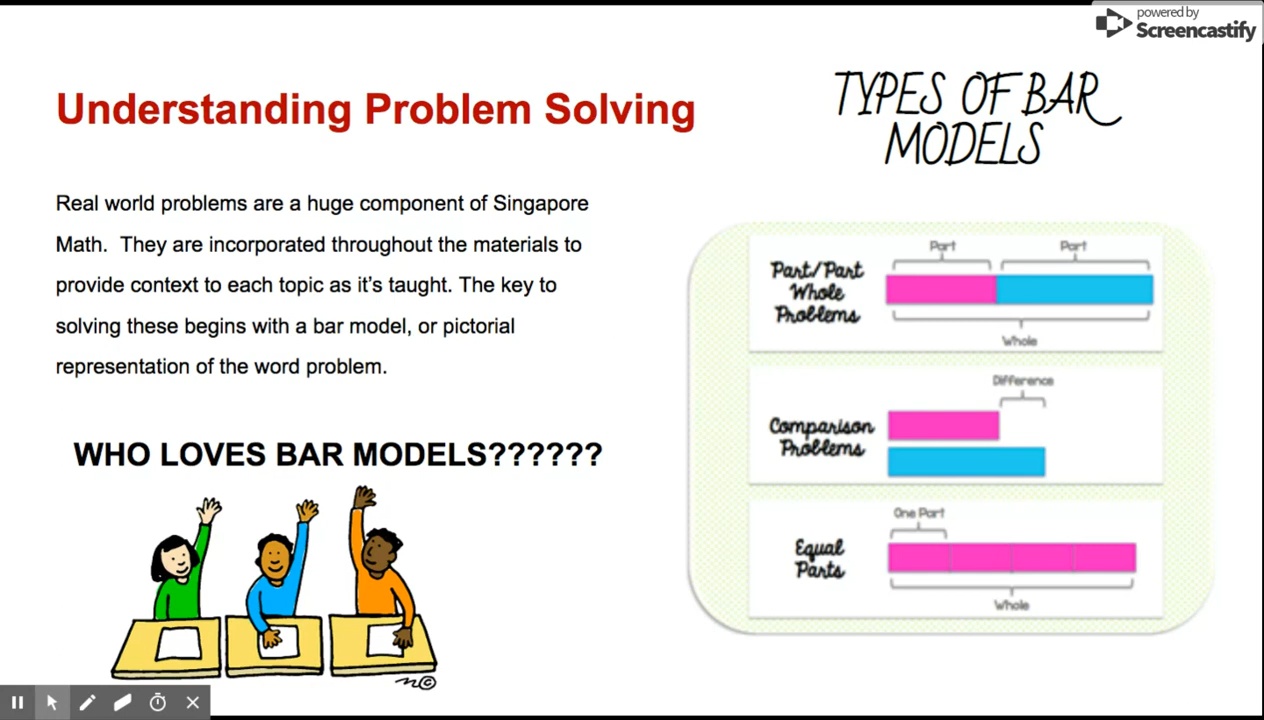 powered by
Screencastify
Understanding Problem Solving
TYPES OF BAR
MODELS
Real world problems are a huge component of Singapore
Math.  They are incorporated throughout the materials to
provide context to each topic as it's taught. The key to
solving these begins with a bar model, or pictorial
representation of the word problem.
WHO LOVES BAR MODELS??????
Part/Part
Whole
Problems
Part
Part
Whole
Comparison
Problems
Difference
Equal
Parts
One Part
Whole